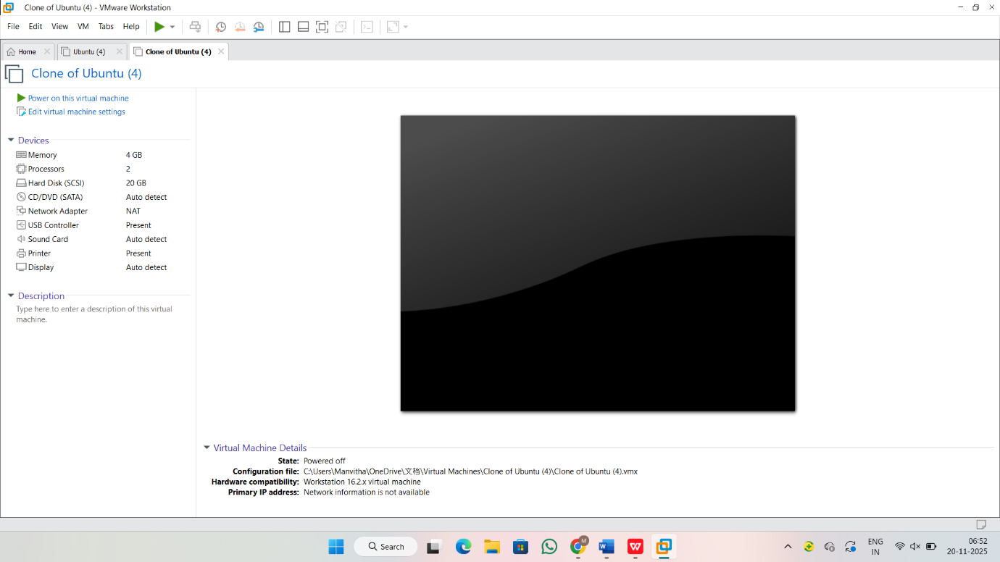 Clone of Ubuntu (4) - VMware Workstation
File Edit View VM Tabs Help
Home Ubuntu (4) Clone of Ubuntu (4)
Clone of Ubuntu (4)
Power on this virtual machine
Edit virtual machine settings
Devices
Memory 4 GB
Processors 2
Hard Disk (SCSI) 20 GB
CD/DVD (SATA) Auto detect
Network Adapter NAT
USB Controller Present
Sound Card Auto detect
Printer Present
Display Auto detect
Description
Type here to enter a description of this virtual
machine.
Virtual Machine Details
State: Powered off
Configuration file: C:\Users\Manvitha\OneDrive\文档\Virtual Machines\Clone of Ubuntu (4)\Clone of Ubuntu (4).vmx
Hardware compatibility: Workstation 16.2.x virtual machine
Primary IP address: Network information is not available
Search
M
W
W
ENG
IN
06:52
20-11-2025